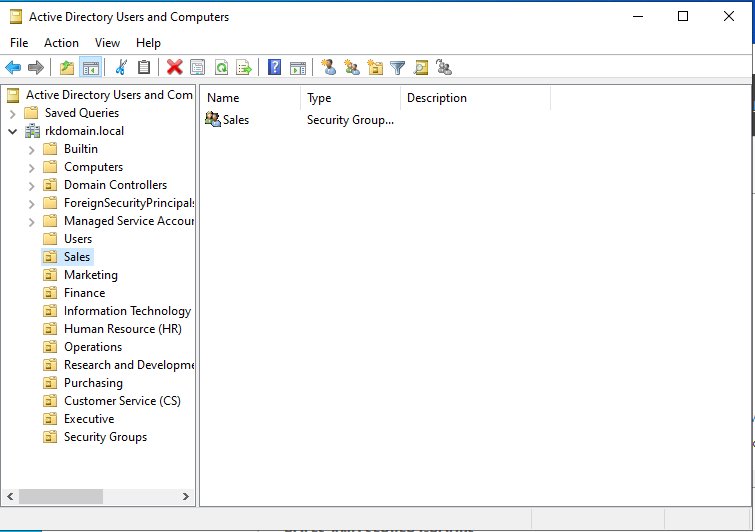 Active Directory Users and Computers
File Action View Help
Active Directory Users and Com
Saved Queries
rkdomain.local
Builtin
Computers
Domain Controllers
ForeignSecurityPrincipals
Managed Service Accour
Users
Sales
Marketing
Finance
Information Technology
Human Resource (HR)
Operations
Research and Developme
Purchasing
Customer Service (CS)
Executive
Security Groups
Name Type Description
Sales Security Group...